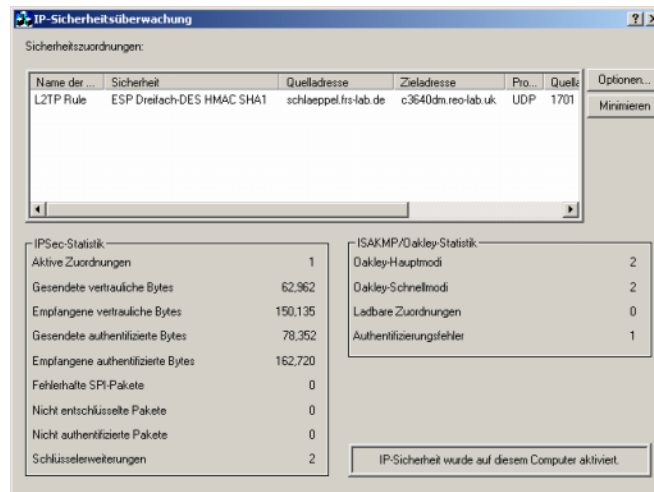 IP-Sicherheitsüberwachung
Sicherheitszuordnungen:
Name der ... Sicherheit Quelladresse Zieladresse Pro... Quella
L2TP Rule ESP Dreifach-DES HMAC SHA1 schlaeppel.frs-lab.de c3640dm.reo-lab.uk UDP 1701
Optionen...
Minimieren
IPSec-Statistik
Aktive Zuordnungen 1
Gesendete vertrauliche Bytes 62,962
Empfangene vertrauliche Bytes 150,135
Gesendete authentifizierte Bytes 78,352
Empfangene authentifizierte Bytes 162,720
Fehlerhafte SPI-Pakete 0
Nicht entschlüsselte Pakete 0
Nicht authentifizierte Pakete 0
Schlüsselerweiterungen 2
ISAKMP/Oakley-Statistik
Oakley-Hauptmodi 2
Oakley-Schnellmodi 2
Ladbare Zuordnungen 0
Authentifizierungsfehler 1
IP-Sicherheit wurde auf diesem Computer aktiviert.